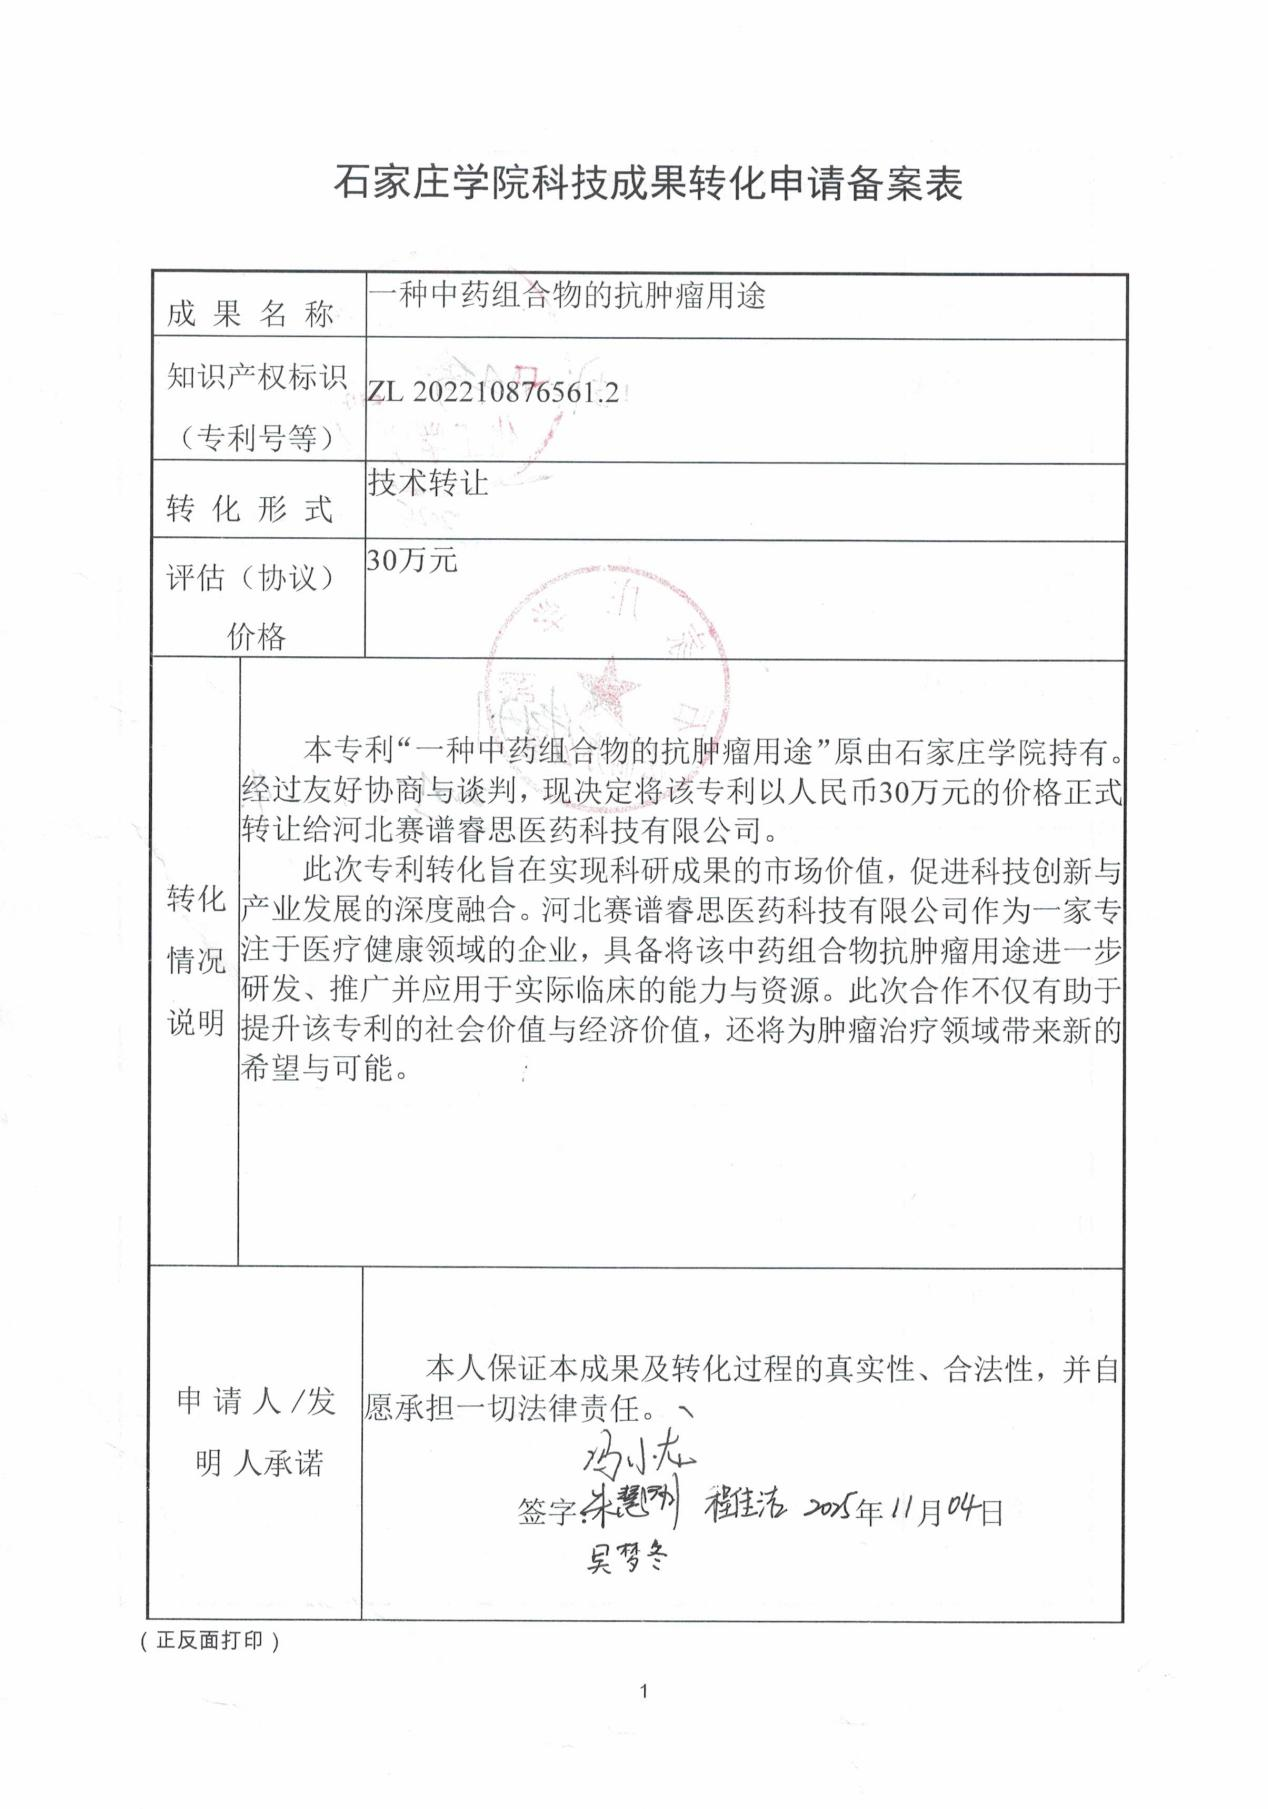 石家庄学院科技成果转化申请备案表
成果名称
一种中药组合物的抗肿瘤用途
知识产权标识
（专利号等）
ZL 202210876561.2
转化形式
技术转让
评估（协议）
价格
30万元
转化
情况
说明
本专利“一种中药组合物的抗肿瘤用途”原由石家庄学院持有。
经过友好协商与谈判，现决定将该专利以人民币30万元的价格正式
转让给河北赛谱睿思医药科技有限公司。
此次专利转化旨在实现科研成果的市场价值，促进科技创新与
产业发展的深度融合。河北赛谱睿思医药科技有限公司作为一家专
注于医疗健康领域的企业，具备将该中药组合物抗肿瘤用途进一步
研发、推广并应用于实际临床的能力与资源。此次合作不仅有助于
提升该专利的社会价值与经济价值，还将为肿瘤治疗领域带来新的
希望与可能。
申请人/发
明人承诺
本人保证本成果及转化过程的真实性、合法性，并自
愿承担一切法律责任。
冯小龙
签字: 程佳洁 2025年11月04日
吴梦冬
（正反面打印）
1